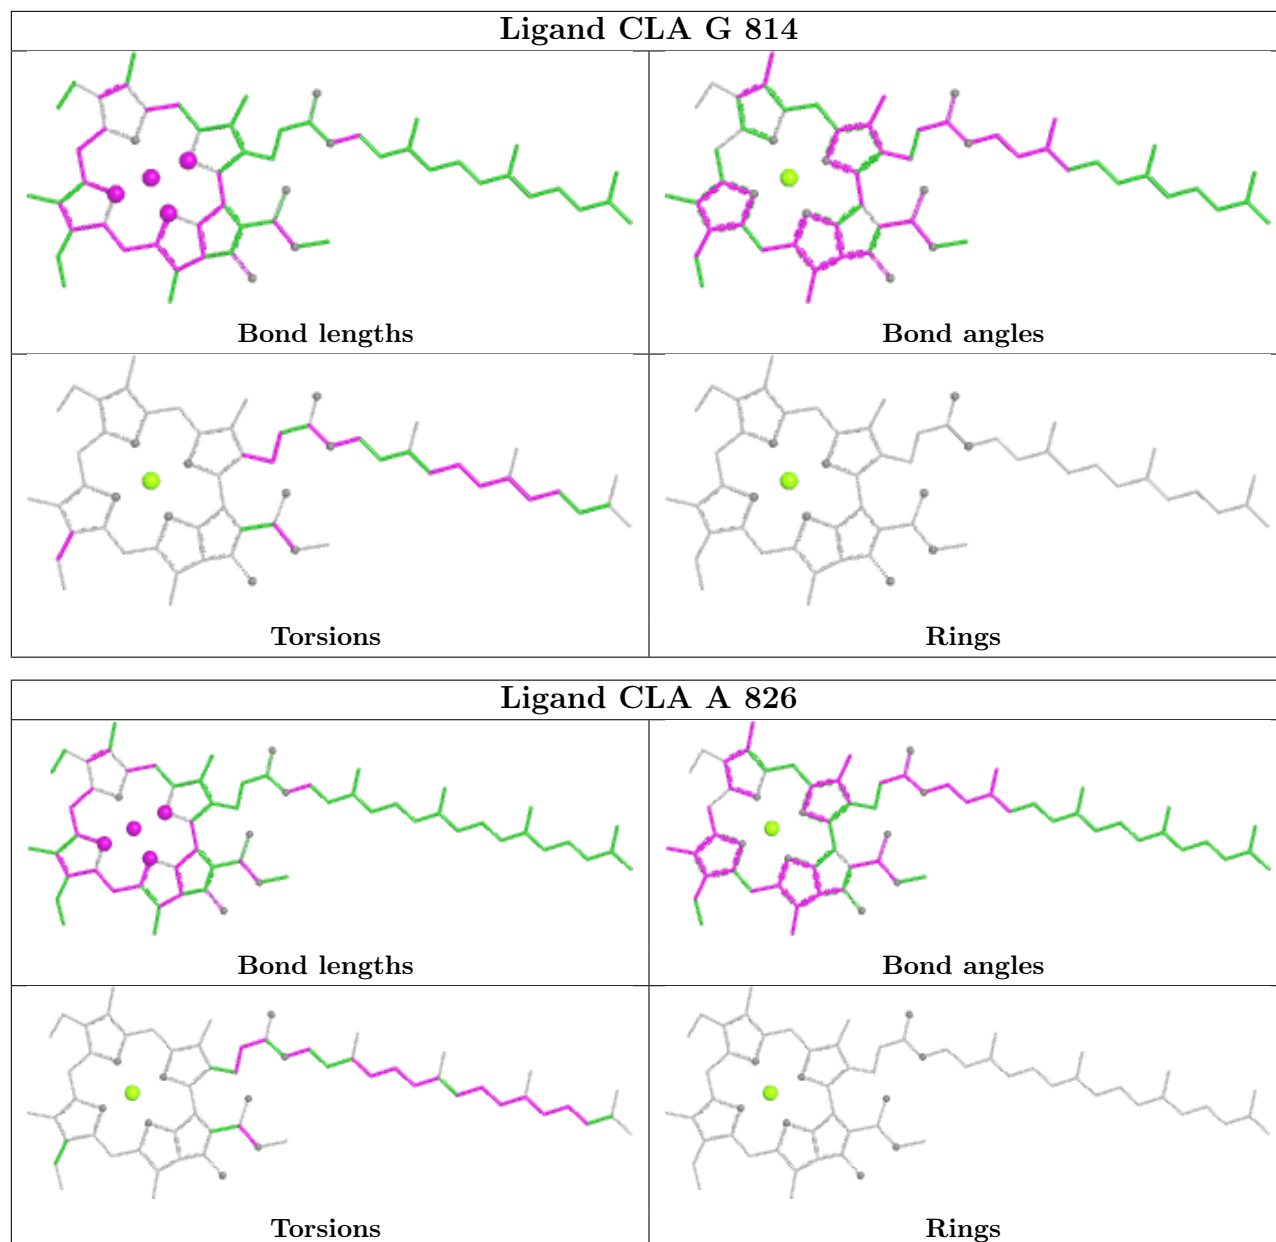 Ligand CLA G 814
Bond lengths
Bond angles
Torsions
Rings
Ligand CLA A 826
Bond lengths
Bond angles
Torsions
Rings